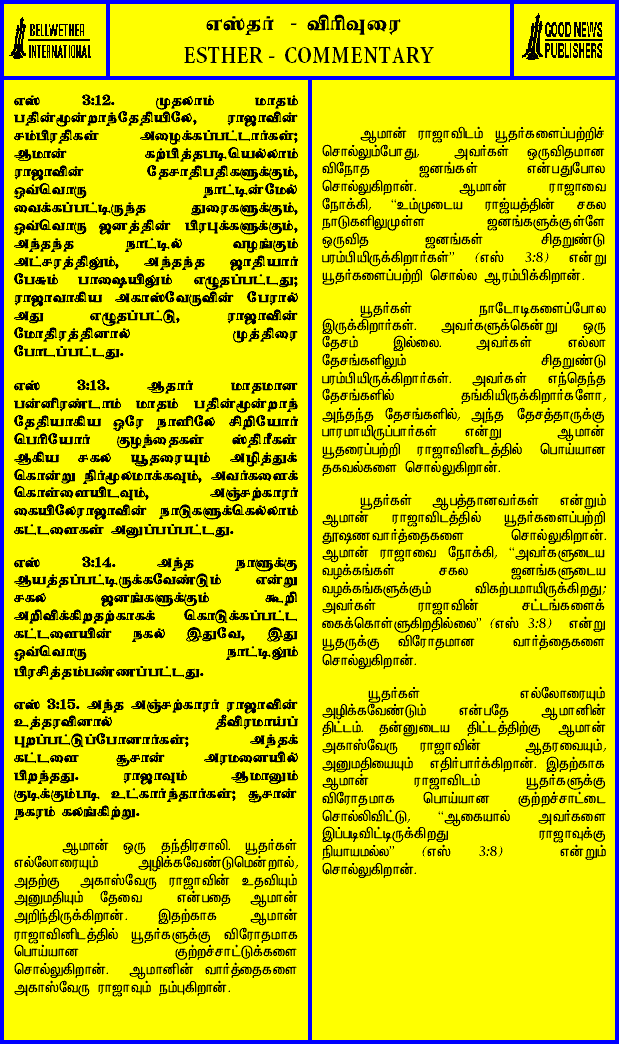 BELLWETHER
INTERNATIONAL
எஸ்தர் - விரிவுரை
ESTHER - COMMENTARY
GOOD NEWS
PUBLISHERS
எஸ் 3:12. முதலாம் மாதம்
பதின்மூன்றாந்தேதியிலே, ராஜாவின்
சம்பிரதிகள் அழைக்கப்பட்டார்கள்;
ஆமான் கற்பித்தபடியெல்லாம்
ராஜாவின் தேசாதிபதிகளுக்கும்,
ஒவ்வொரு நாட்டின்மேல்
வைக்கப்பட்டிருந்த துரைகளுக்கும்,
ஒவ்வொரு ஜனத்தின் பிரபுக்களுக்கும்,
அந்தந்த நாட்டில் வழங்கும்
அட்சரத்திலும், அந்தந்த ஜாதியார்
பேசும் பாஷையிலும் எழுதப்பட்டது;
ராஜாவாகிய அகாஸ்வேருவின் பேரால்
அது எழுதப்பட்டு, ராஜாவின்
மோதிரத்தினால் முத்திரை
போடப்பட்டது.
எஸ் 3:13. ஆதார் மாதமான
பன்னிரண்டாம் மாதம் பதின்மூன்றாந்
தேதியாகிய ஒரே நாளிலே சிறியோர்
பெரியோர் குழந்தைகள் ஸ்திரீகள்
ஆகிய சகல யூதரையும் அழித்துக்
கொன்று நிர்மூலமாக்கவும், அவர்களைக்
கொள்ளையிடவும், அஞ்சற்காரர்
கையிலேராஜாவின் நாடுகளுக்கெல்லாம்
கட்டளைகள் அனுப்பப்பட்டது.
எஸ் 3:14. அந்த நாளுக்கு
ஆயத்தப்பட்டிருக்கவேண்டும் என்று
சகல ஜனங்களுக்கும் கூறி
அறிவிக்கிறதற்காகக் கொடுக்கப்பட்ட
கட்டளையின் நகல் இதுவே, இது
ஒவ்வொரு நாட்டிலும்
பிரசித்தம்பண்ணப்பட்டது.
எஸ் 3:15. அந்த அஞ்சற்காரர் ராஜாவின்
உத்தரவினால் தீவிரமாய்ப்
புறப்பட்டுப்போனார்கள்; அந்தக்
கட்டளை சூசான் அரமனையில்
பிறந்தது. ராஜாவும் ஆமானும்
குடிக்கும்படி உட்கார்ந்தார்கள்; சூசான்
நகரம் கலங்கிற்று.
ஆமான் ஒரு தந்திரசாலி. யூதர்கள்
எல்லோரையும் அழிக்கவேண்டுமென்றால்,
அதற்கு அகாஸ்வேரு ராஜாவின் உதவியும்
அனுமதியும் தேவை என்பதை ஆமான்
அறிந்திருக்கிறான். இதற்காக ஆமான்
ராஜாவினிடத்தில் யூதர்களுக்கு விரோதமாக
பொய்யான குற்றச்சாட்டுக்களை
சொல்லுகிறான். ஆமானின் வார்த்தைகளை
அகாஸ்வேரு ராஜாவும் நம்புகிறான்.
ஆமான் ராஜாவிடம் யூதர்களைப்பற்றிச்
சொல்லும்போது, அவர்கள் ஒருவிதமான
விநோத ஜனங்கள் என்பதுபோல
சொல்லுகிறான். ஆமான் ராஜாவை
நோக்கி, "உம்முடைய ராஜ்யத்தின் சகல
நாடுகளிலுமுள்ள ஜனங்களுக்குள்ளே
ஒருவித ஜனங்கள் சிதறுண்டு
பரம்பியிருக்கிறார்கள்" (எஸ் 3:8) என்று
யூதர்களைப்பற்றி சொல்ல ஆரம்பிக்கிறான்.
யூதர்கள் நாடோடிகளைப்போல
இருக்கிறார்கள். அவர்களுக்கென்று ஒரு
தேசம் இல்லை. அவர்கள் எல்லா
தேசங்களிலும் சிதறுண்டு
பரம்பியிருக்கிறார்கள். அவர்கள் எந்தெந்த
தேசங்களில் தங்கியிருக்கிறார்களோ,
அந்தந்த தேசங்களில், அந்த தேசத்தாருக்கு
பாரமாயிருப்பார்கள் என்று ஆமான்
யூதரைப்பற்றி ராஜாவினிடத்தில் பொய்யான
தகவல்களை சொல்லுகிறான்.
யூதர்கள் ஆபத்தானவர்கள் என்றும்
ஆமான் ராஜாவிடத்தில் யூதர்களைப்பற்றி
தூஷணவார்த்தைகளை சொல்லுகிறான்.
ஆமான் ராஜாவை நோக்கி, "அவர்களுடைய
வழக்கங்கள் சகல ஜனங்களுடைய
வழக்கங்களுக்கும் விகற்பமாயிருக்கிறது;
அவர்கள் ராஜாவின் சட்டங்களைக்
கைக்கொள்ளுகிறதில்லை" (எஸ் 3:8) என்று
யூதருக்கு விரோதமான வார்த்தைகளை
சொல்லுகிறான்.
யூதர்கள் எல்லோரையும்
அழிக்கவேண்டும் என்பதே ஆமானின்
திட்டம். தன்னுடைய திட்டத்திற்கு ஆமான்
அகாஸ்வேரு ராஜாவின் ஆதரவையும்,
அனுமதியையும் எதிர்பார்க்கிறான். இதற்காக
ஆமான் ராஜாவிடம் யூதர்களுக்கு
விரோதமாக பொய்யான குற்றச்சாட்டை
சொல்லிவிட்டு, "ஆகையால் அவர்களை
இப்படிவிட்டிருக்கிறது ராஜாவுக்கு
நியாயமல்ல" (எஸ் 3:8) என்றும்
சொல்லுகிறான்.